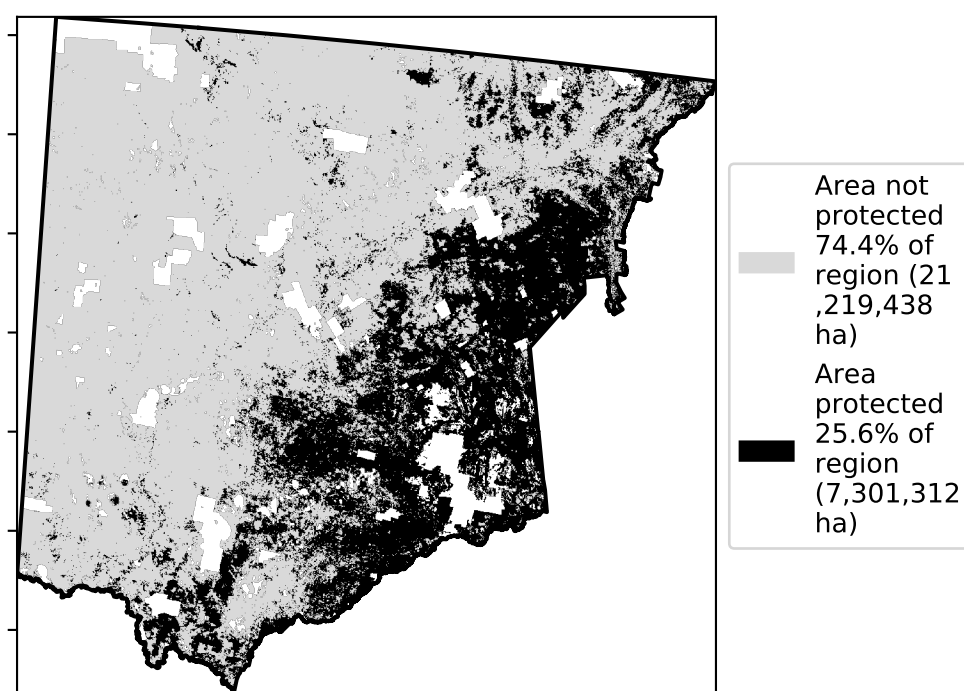 Area not
protected
74.4% of
region (21
,219,438
ha)
Area
protected
25.6% of
region
(7,301,312
ha)